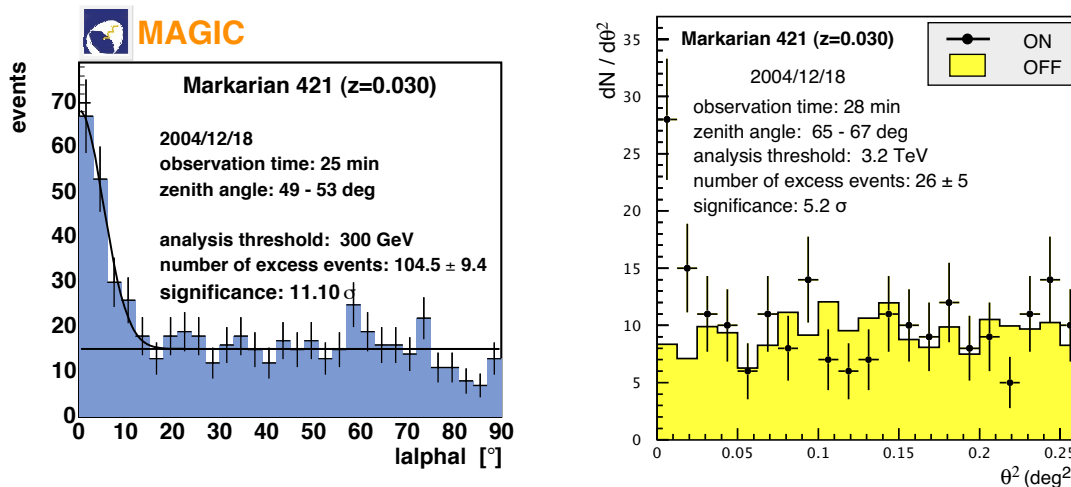 MAGIC
events
Markarian 421 (z=0.030)
2004/12/18
observation time: 25 min
zenith angle: 49 - 53 deg
analysis threshold: 300 GeV
number of excess events: 104.5 ± 9.4
significance: 11.10 σ
70
60
50
40
30
20
10
0
0 10 20 30 40 50 60 70 80 90
lalphal [°]
dN / dθ²
Markarian 421 (z=0.030)
ON
OFF
2004/12/18
observation time: 28 min
zenith angle: 65 - 67 deg
analysis threshold: 3.2 TeV
number of excess events: 26 ± 5
significance: 5.2 σ
35
30
25
20
15
10
5
0
0 0.05 0.1 0.15 0.2 0.25
θ² (deg²